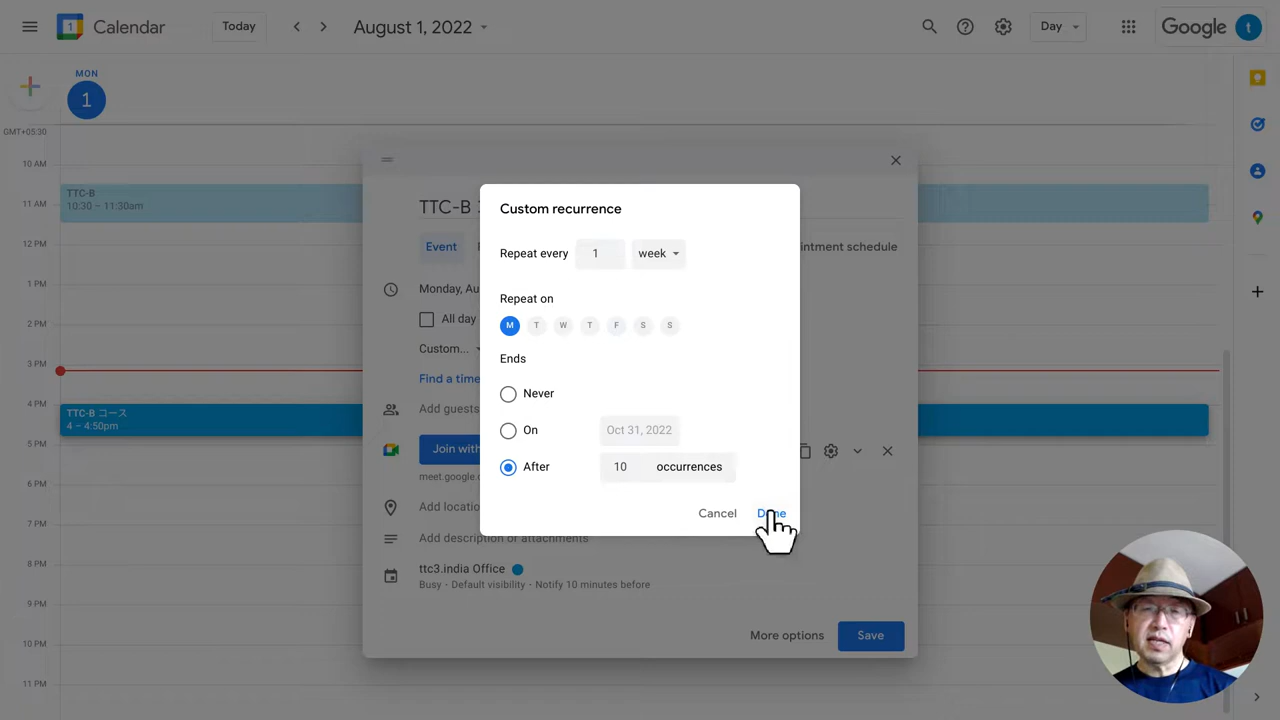 1 Calendar Today August 1, 2022 Day Google t
MON
1
GMT+05:30
10 AM
11 AM
12 PM
1 PM
2 PM
3 PM
4 PM
5 PM
6 PM
7 PM
8 PM
9 PM
10 PM
11 PM
TTC-B
10:30 – 11:30am
TTC-B コース
4 – 4:50pm
TTC-B
Event
intment schedule
Monday, Au
All day
Custom...
Find a time
Add guests
Join with
meet.google.c
Add locatio
Add description or attachments
ttc3.india Office
Busy · Default visibility · Notify 10 minutes before
More options Save
Custom recurrence
Repeat every 1 week
Repeat on
M T W T F S S
Ends
Never
On Oct 31, 2022
After 10 occurrences
Cancel Done